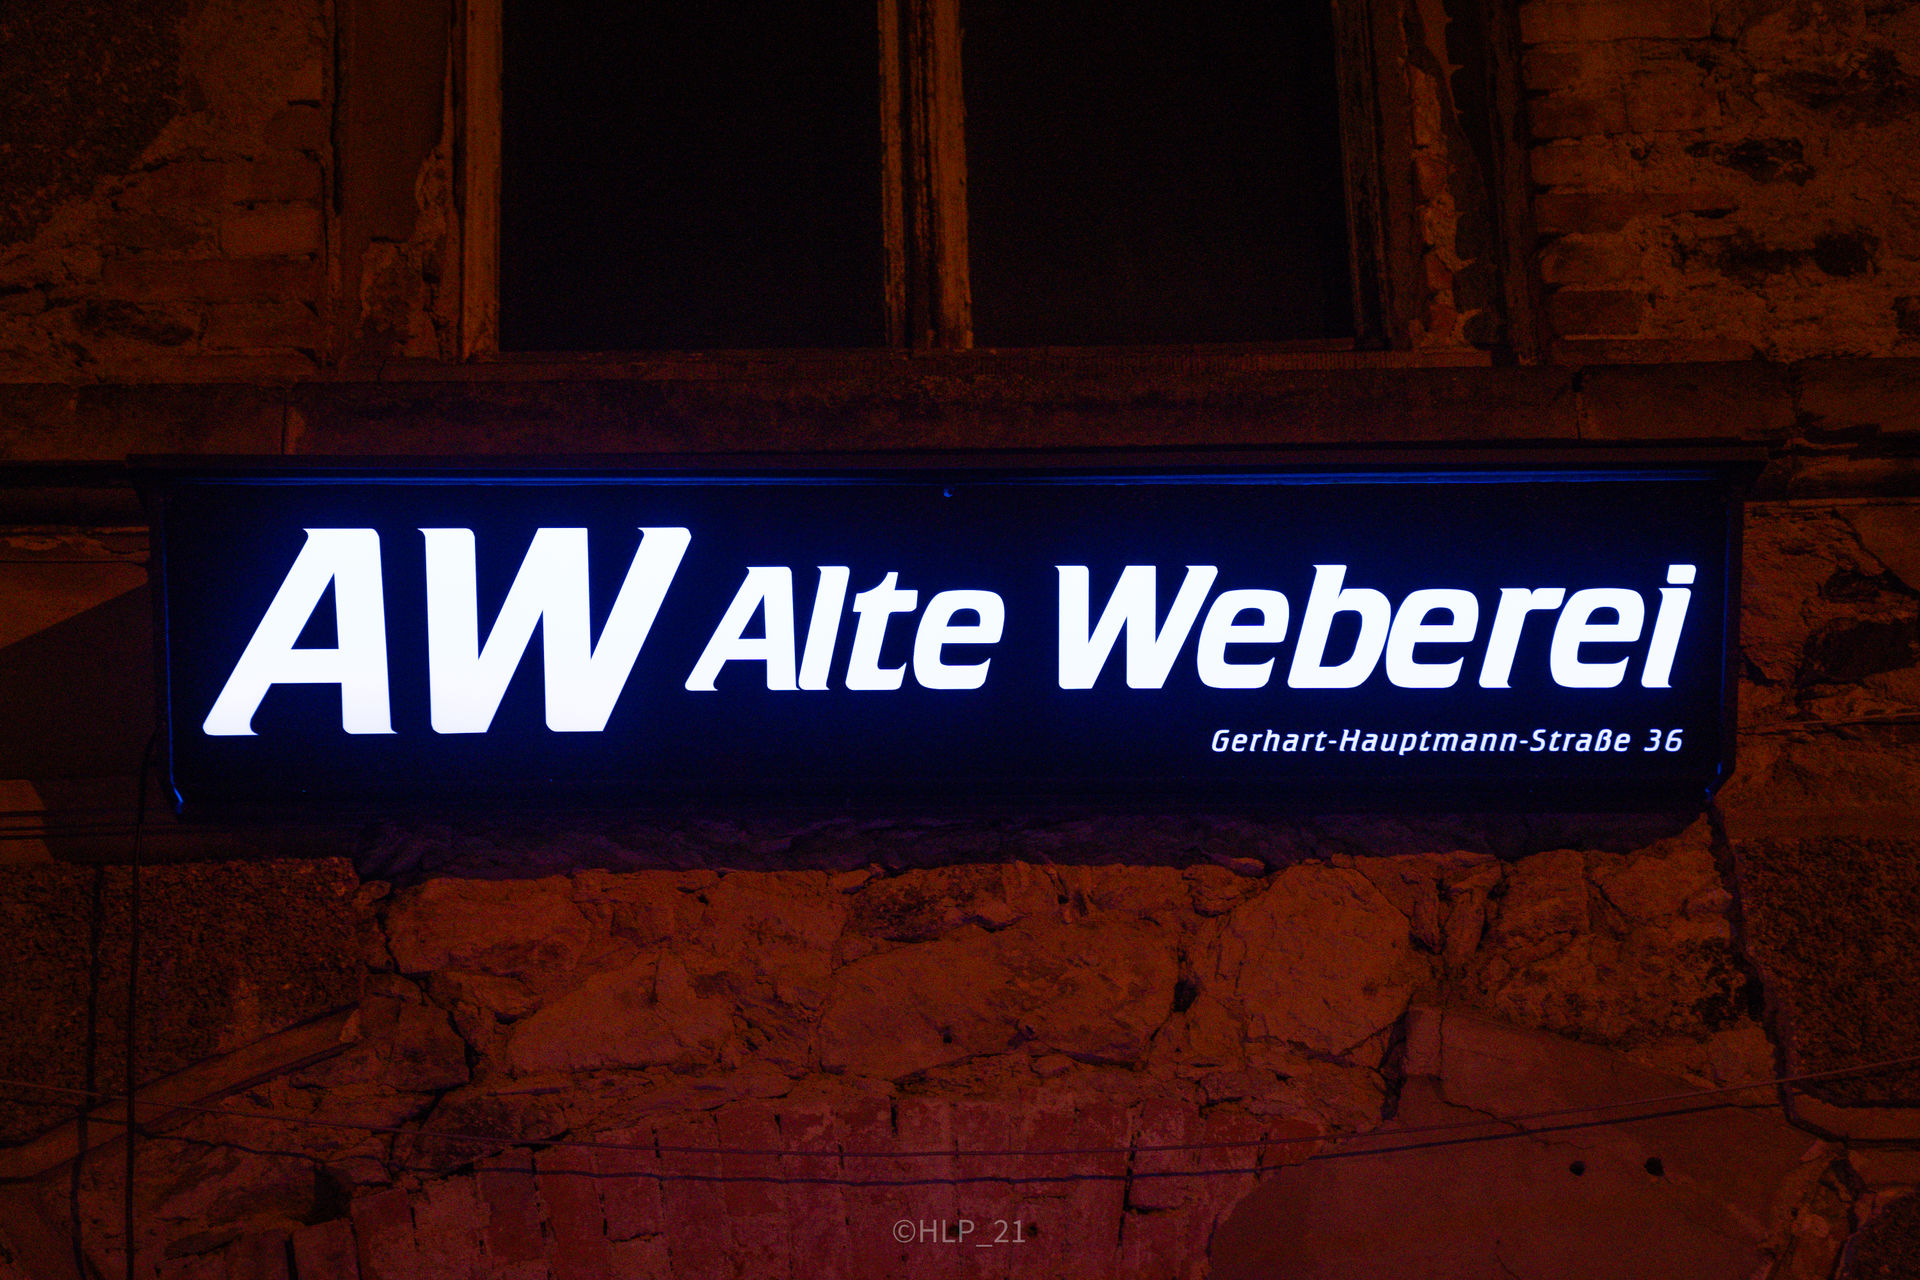 AW Alte Weberei
Gerhart-Hauptmann-Straße 36
©HLP_21